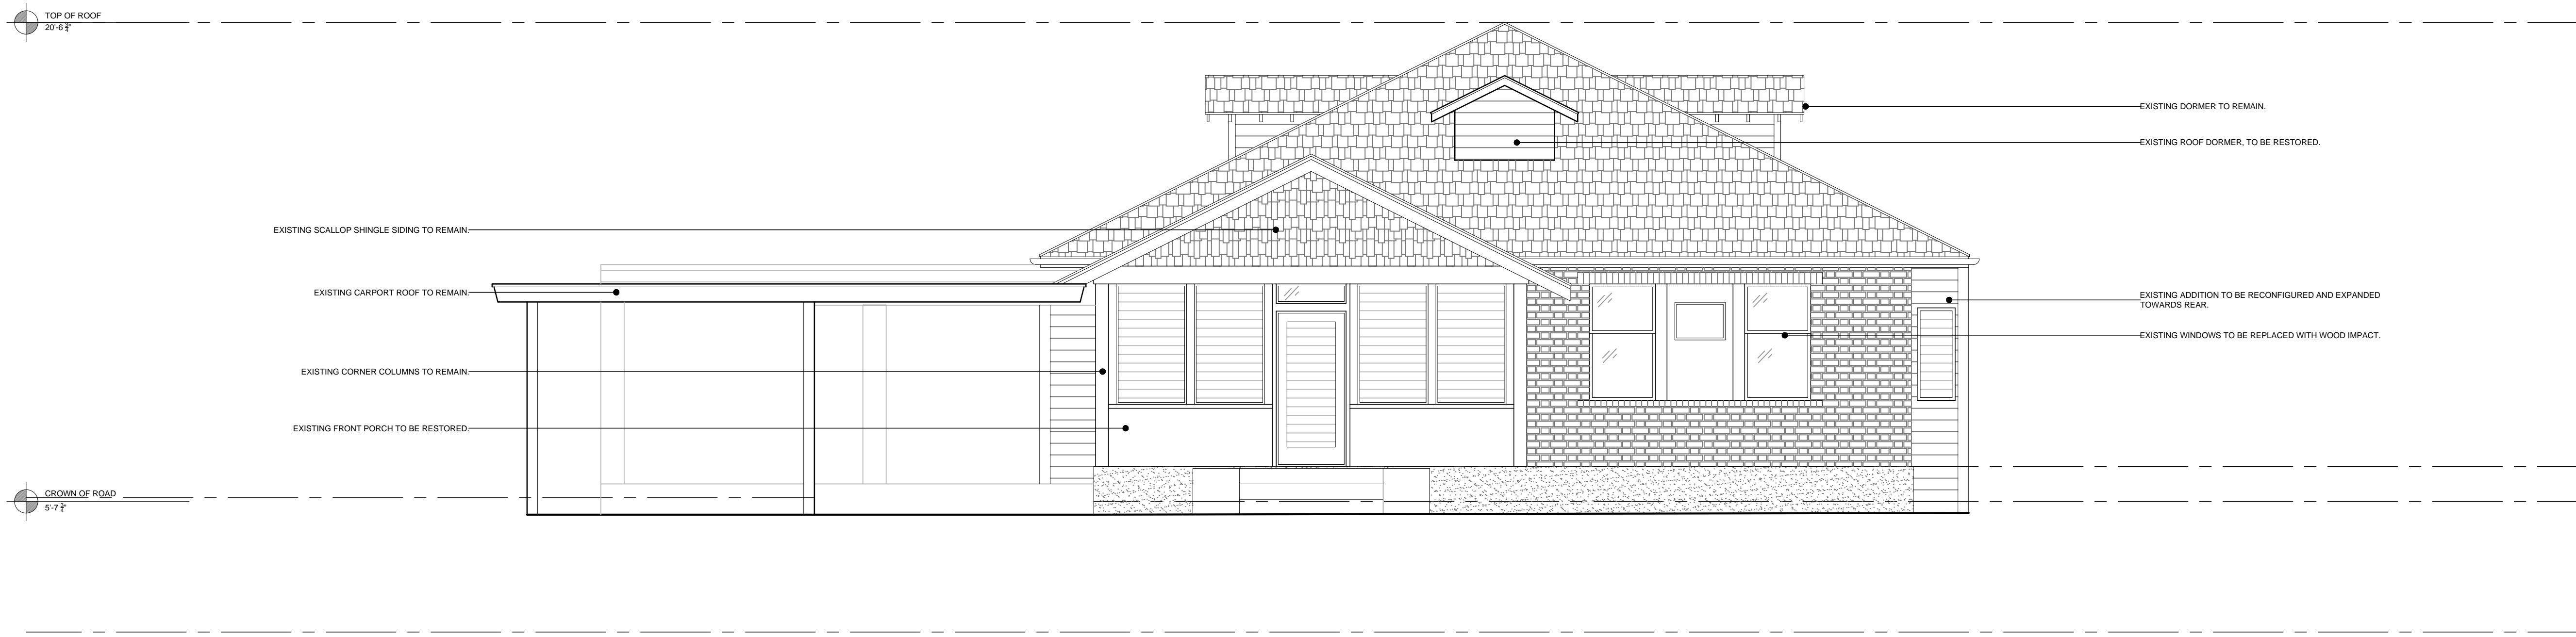 TOP OF ROOF
20'-6 3/4"
EXISTING DORMER TO REMAIN.
EXISTING ROOF DORMER, TO BE RESTORED.
EXISTING SCALLOP SHINGLE SIDING TO REMAIN.
EXISTING CARPORT ROOF TO REMAIN.
EXISTING ADDITION TO BE RECONFIGURED AND EXPANDED
TOWARDS REAR.
EXISTING WINDOWS TO BE REPLACED WITH WOOD IMPACT.
EXISTING CORNER COLUMNS TO REMAIN.
EXISTING FRONT PORCH TO BE RESTORED.
CROWN OF ROAD
5'-7 3/4"